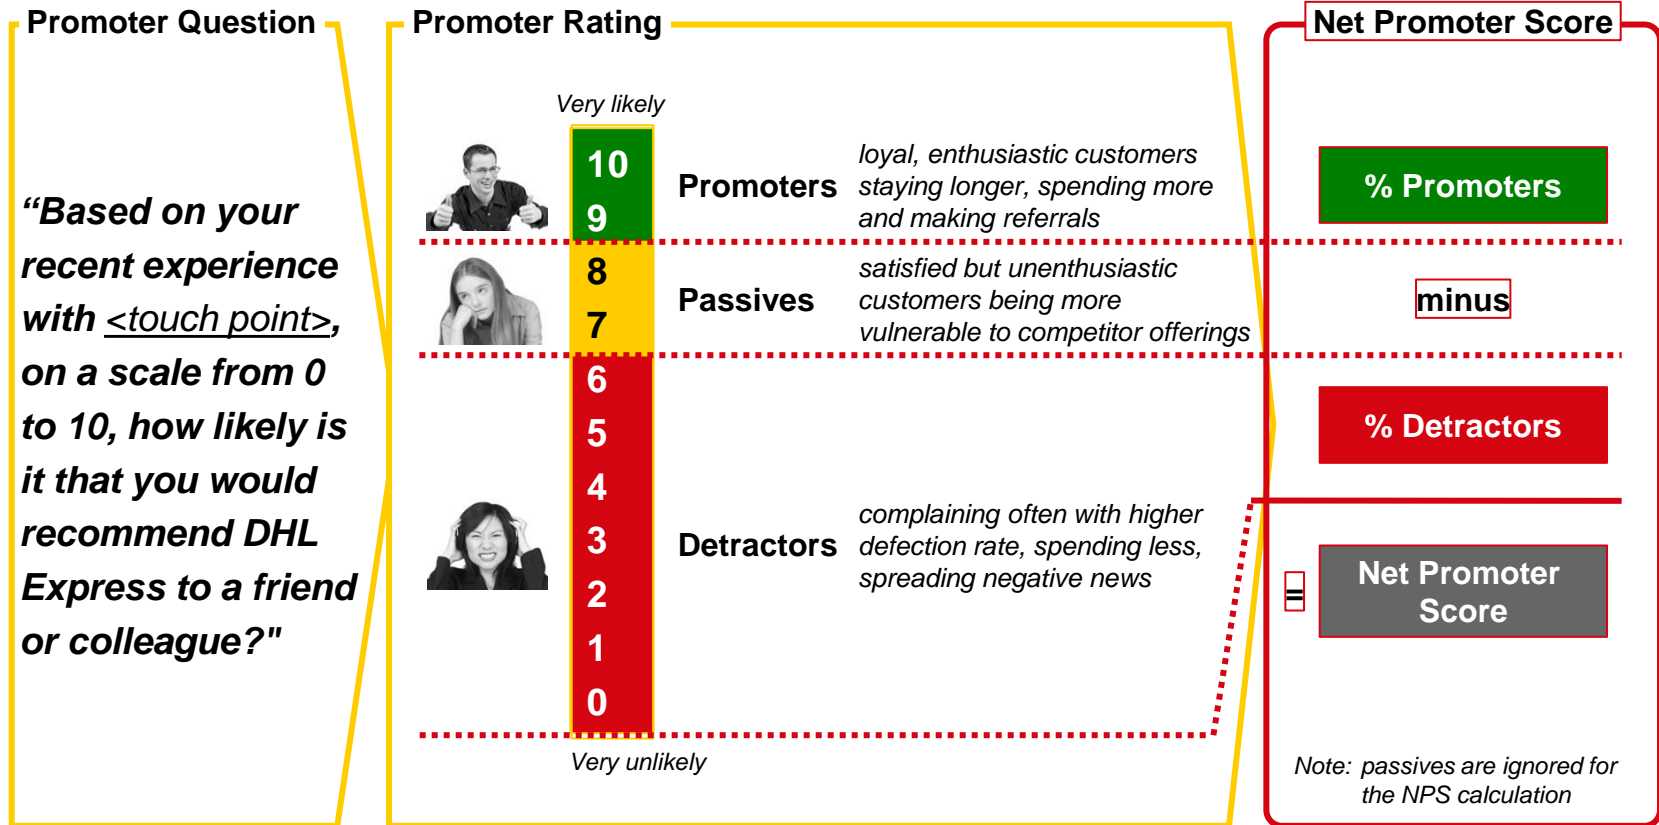 Promoter Question
“Based on your
recent experience
with <touch point>,
on a scale from 0
to 10, how likely is
it that you would
recommend DHL
Express to a friend
or colleague?"
Promoter Rating
Very likely
10
9
8
7
6
5
4
3
2
1
0
Very unlikely
Promoters
loyal, enthusiastic customers
staying longer, spending more
and making referrals
Passives
satisfied but unenthusiastic
customers being more
vulnerable to competitor offerings
Detractors
complaining often with higher
defection rate, spending less,
spreading negative news
Net Promoter Score
% Promoters
minus
% Detractors
=
Net Promoter
Score
Note: passives are ignored for
the NPS calculation